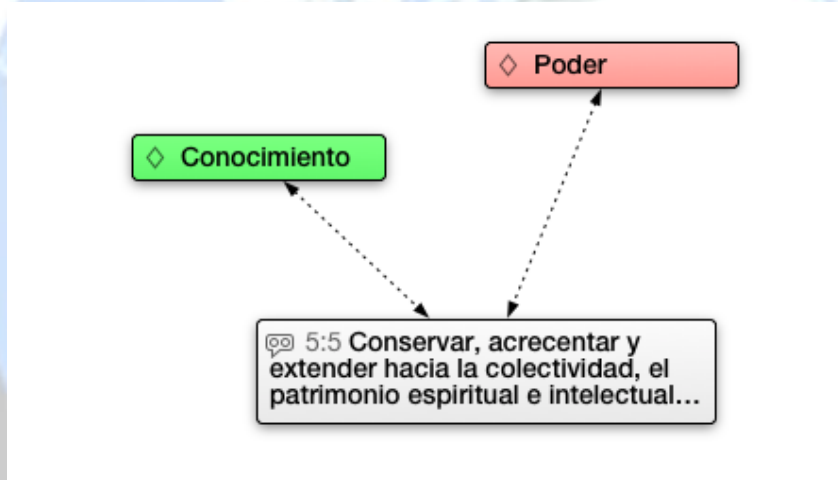 Poder
Conocimiento
5:5 Conservar, acrecentar y
extender hacia la colectividad, el
patrimonio espiritual e intelectual...